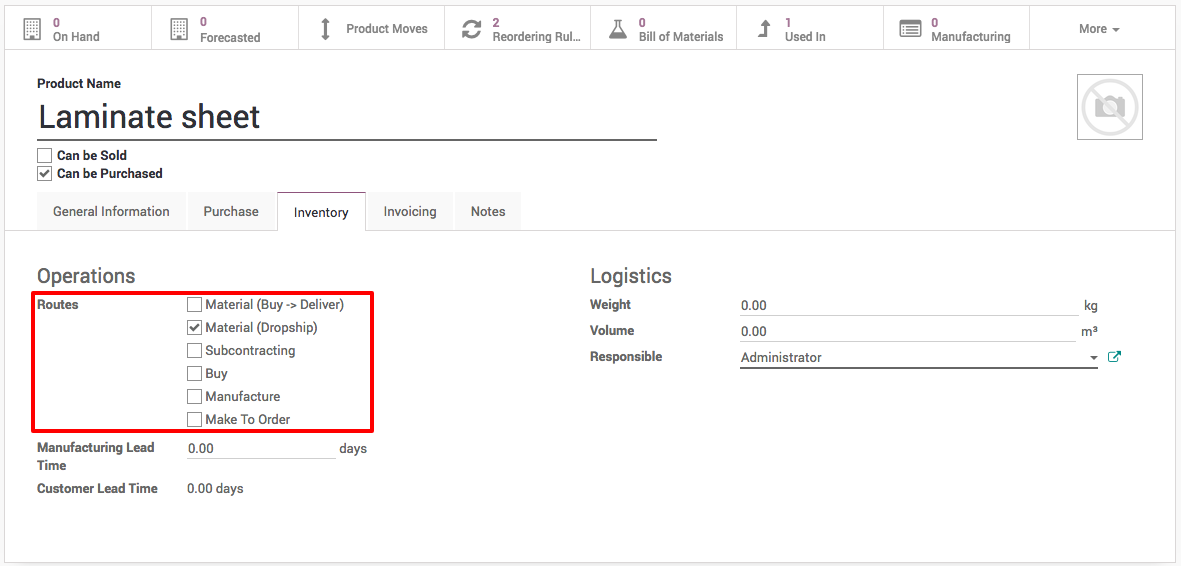 0
On Hand
0
Forecasted
Product Moves
2
Reordering Rul...
0
Bill of Materials
1
Used In
0
Manufacturing
More
Product Name
Laminate sheet
Can be Sold
Can be Purchased
General Information
Purchase
Inventory
Invoicing
Notes
Operations
Routes
Material (Buy -> Deliver)
Material (Dropship)
Subcontracting
Buy
Manufacture
Make To Order
Manufacturing Lead
Time
0.00 days
Customer Lead Time
0.00 days
Logistics
Weight
0.00 kg
Volume
0.00 m³
Responsible
Administrator